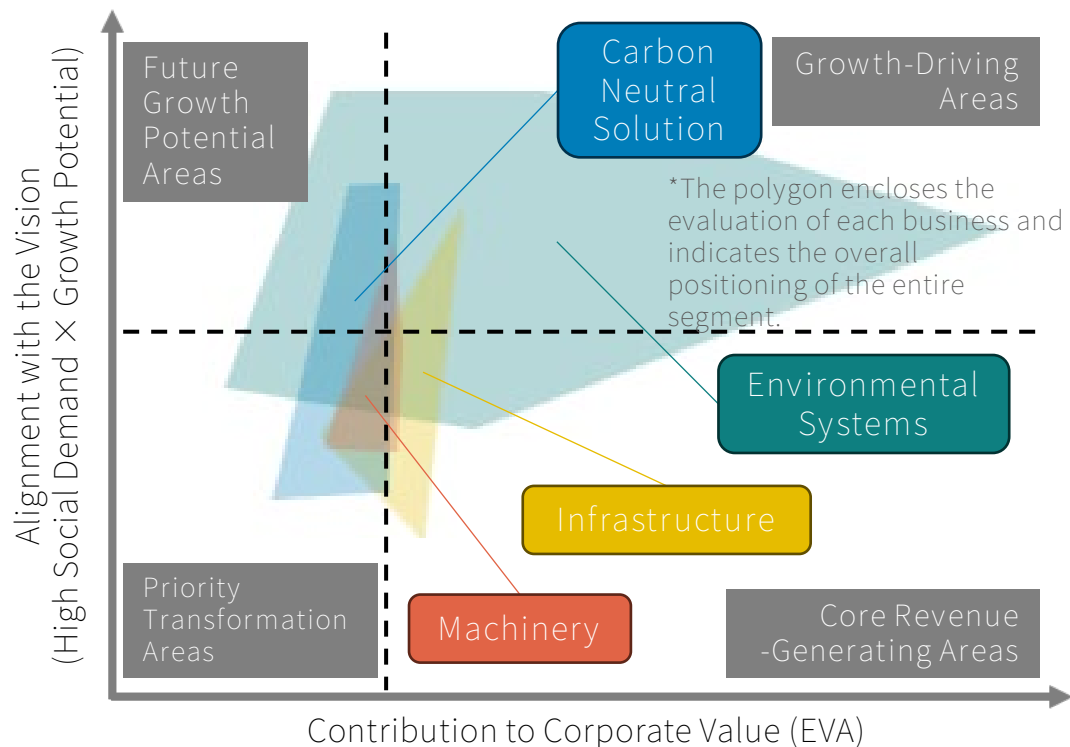 Alignment with the Vision
(High Social Demand × Growth Potential)
Future
Growth
Potential
Areas
Carbon
Neutral
Solution
Growth-Driving
Areas
*The polygon encloses the
evaluation of each business and
indicates the overall
positioning of the entire
segment.
Environmental
Systems
Infrastructure
Machinery
Priority
Transformation
Areas
Core Revenue
-Generating Areas
Contribution to Corporate Value (EVA)